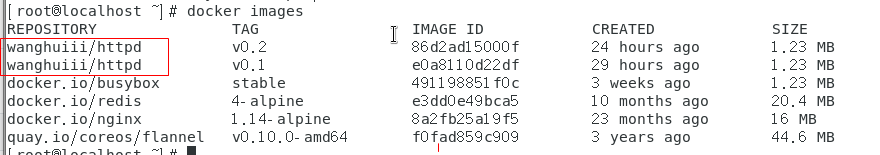 [root@localhost ~]# docker images
REPOSITORY TAG IMAGE ID CREATED SIZE
wanghuiii/httpd v0.2 86d2ad15000f 24 hours ago 1.23 MB
wanghuiii/httpd v0.1 e0a8110d22df 29 hours ago 1.23 MB
docker.io/busybox stable 491198851f0c 3 weeks ago 1.23 MB
docker.io/redis 4-alpine e3dd0e49bca5 10 months ago 20.4 MB
docker.io/nginx 1.14-alpine 8a2fb25a19f5 23 months ago 16 MB
quay.io/coreos/flannel v0.10.0-amd64 f0fad859c909 3 years ago 44.6 MB
[root@localhost ~]#